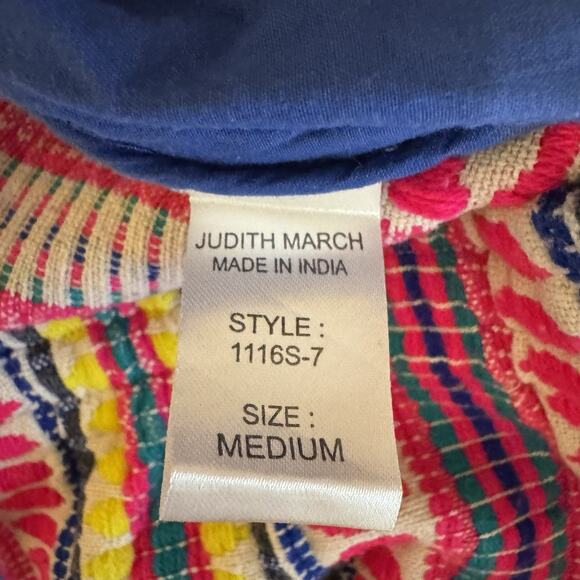 JUDITH MARCH
MADE IN INDIA
STYLE :
1116S-7
SIZE :
MEDIUM